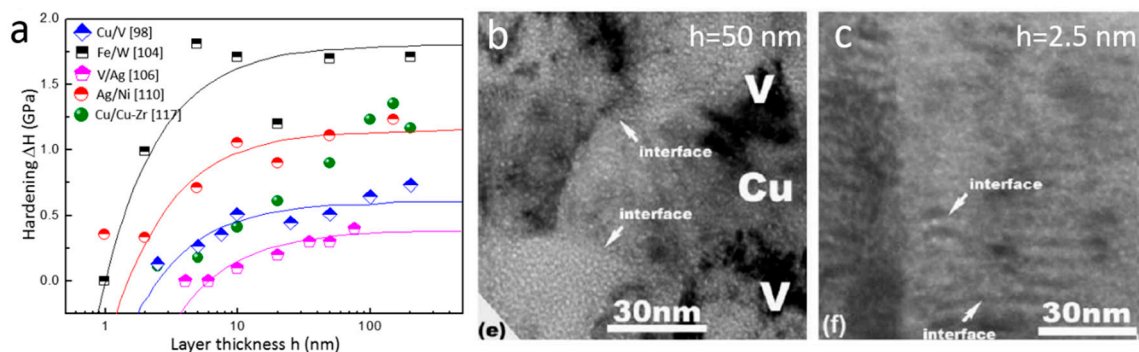 a
Hardening ΔH (GPa)
2.0
1.5
1.0
0.5
0.0
Cu/V [98]
Fe/W [104]
V/Ag [106]
Ag/Ni [110]
Cu/Cu-Zr [117]
1
10
100
Layer thickness h (nm)
b
h=50 nm
V
interface
Cu
interface
V
30nm
(e)
c
h=2.5 nm
interface
interface
30nm
(f)